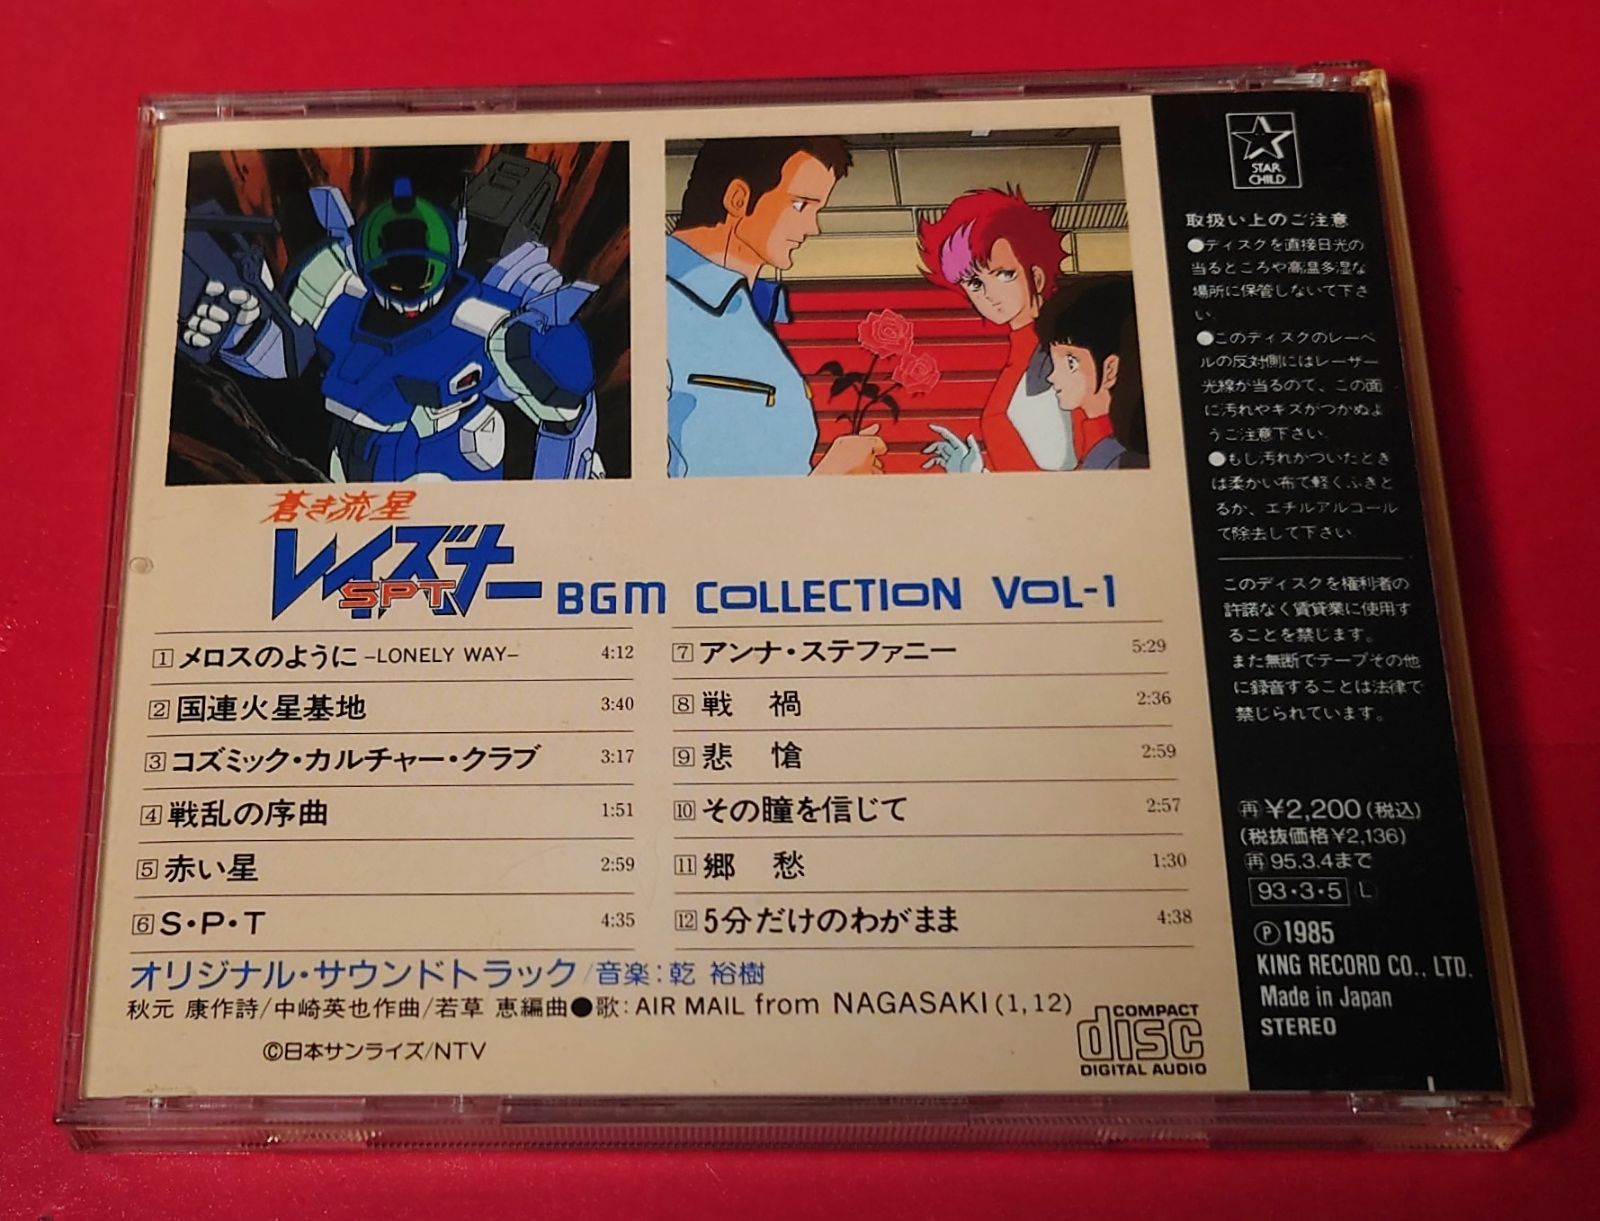 蒼き流星
レイズナー
SPT
BGM COLLECTION VOL-1
1 メロスのように -LONELY WAY- 4:12
2 国連火星基地 3:40
3 コズミック・カルチャー・クラブ 3:17
4 戦乱の序曲 1:51
5 赤い星 2:59
6 S・P・T 4:35
7 アンナ・ステファニー 5:29
8 戦禍 2:36
9 悲愴 2:59
10 その瞳を信じて 2:57
11 郷愁 1:30
12 5分だけのわがまま 4:38
オリジナル・サウンドトラック/音楽:乾 裕樹
秋元 康作詩/中崎英也作曲/若草 恵編曲●歌:AIR MAIL from NAGASAKI(1,12)
©日本サンライズ/NTV
COMPACT
disc
DIGITAL AUDIO
STAR
CHILD
取扱い上のご注意
●ディスクを直接日光の
当るところや高温多湿な
場所に保管しないで下さ
い
●このディスクのレーベ
ルの反対側にはレーザー
光線が当るので、この面
に汚れやキズがつかぬよ
うご注意下さい.
●もし汚れがついたとき
は柔かい布で軽くふきと
るか、エチルアルコール
で除去して下さい
このディスクを権利者の
許諾なく賃貸業に使用す
ることを禁じます。
また無断でテープその他
に録音することは法律で
禁じられています。
再 ¥2,200(税込)
(税抜価格¥2,136)
再 95.3.4まで
93・3・5 L
Ⓟ1985
KING RECORD CO., LTD.
Made in Japan
STEREO